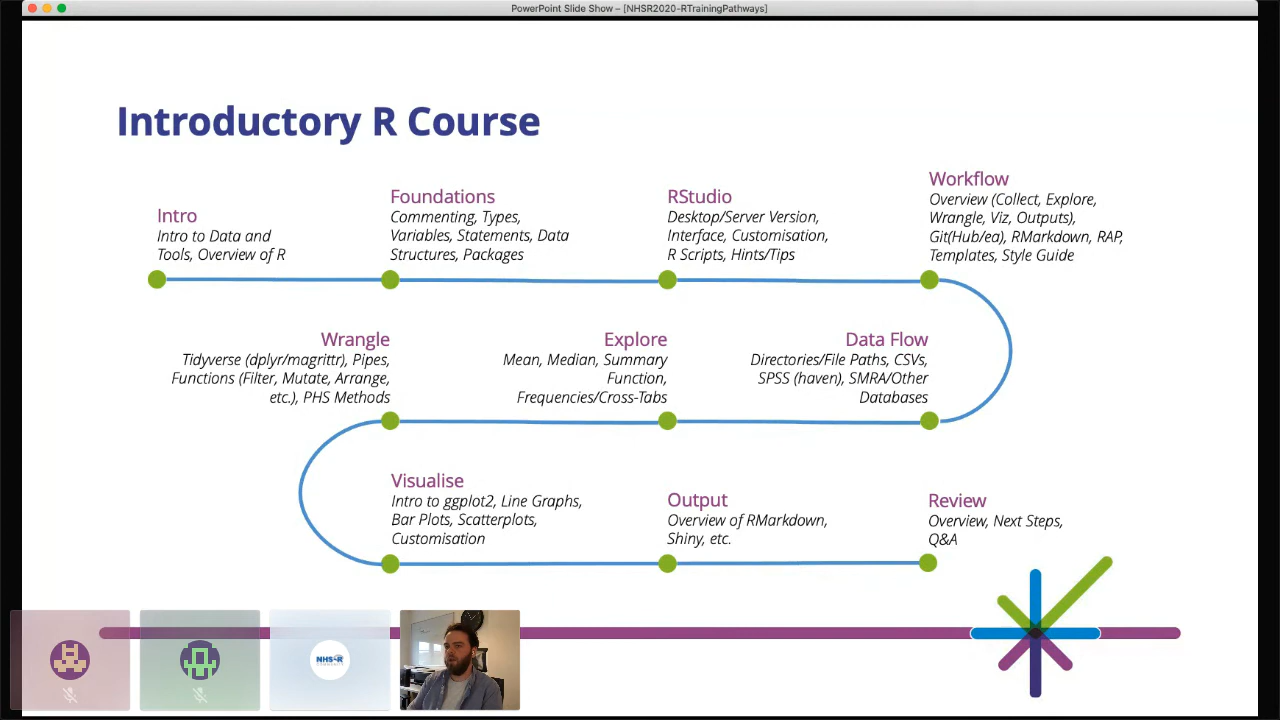 PowerPoint Slide Show – [NHSR2020-RTrainingPathways]
Introductory R Course
Intro
Intro to Data and
Tools, Overview of R
Foundations
Commenting, Types,
Variables, Statements, Data
Structures, Packages
RStudio
Desktop/Server Version,
Interface, Customisation,
R Scripts, Hints/Tips
Workflow
Overview (Collect, Explore,
Wrangle, Viz, Outputs),
Git(Hub/ea), RMarkdown, RAP,
Templates, Style Guide
Data Flow
Directories/File Paths, CSVs,
SPSS (haven), SMRA/Other
Databases
Explore
Mean, Median, Summary
Function,
Frequencies/Cross-Tabs
Wrangle
Tidyverse (dplyr/magrittr), Pipes,
Functions (Filter, Mutate, Arrange,
etc.), PHS Methods
Visualise
Intro to ggplot2, Line Graphs,
Bar Plots, Scatterplots,
Customisation
Output
Overview of RMarkdown,
Shiny, etc.
Review
Overview, Next Steps,
Q&A
NHS-R